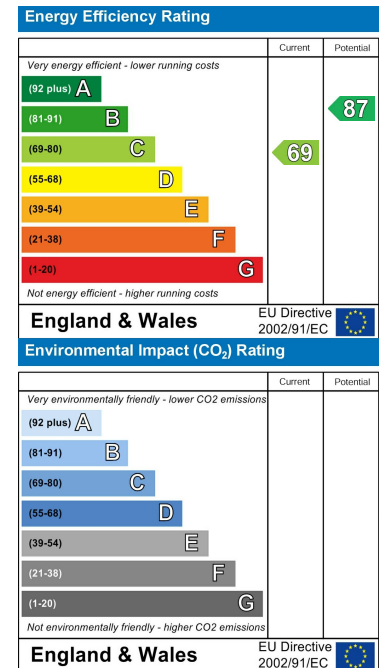 Energy Efficiency Rating
Current Potential
Very energy efficient - lower running costs
(92 plus) A
(81-91) B
87
(69-80) C
69
(55-68) D
(39-54) E
(21-38) F
(1-20) G
Not energy efficient - higher running costs
England & Wales
EU Directive
2002/91/EC
Environmental Impact (CO₂) Rating
Current Potential
Very environmentally friendly - lower CO2 emissions
(92 plus) A
(81-91) B
(69-80) C
(55-68) D
(39-54) E
(21-38) F
(1-20) G
Not environmentally friendly - higher CO2 emissions
England & Wales
EU Directive
2002/91/EC